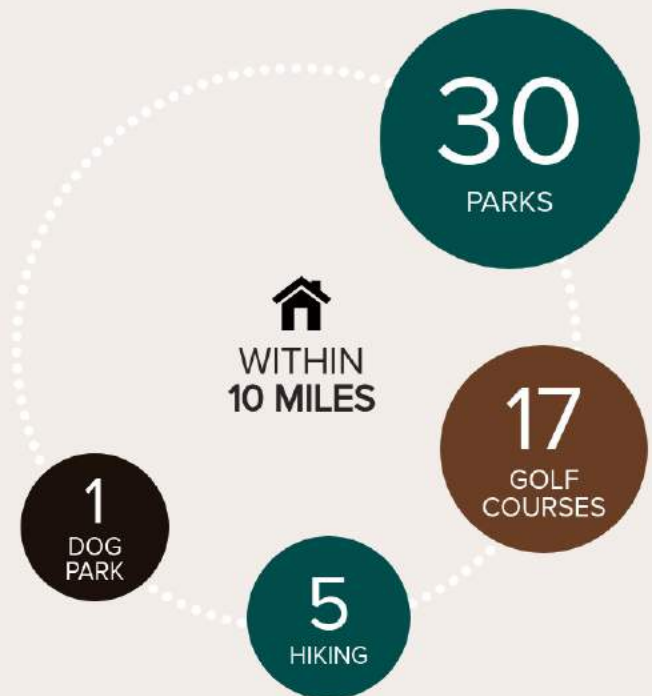 30
PARKS
WITHIN
10 MILES
17
GOLF
COURSES
1
DOG
PARK
5
HIKING